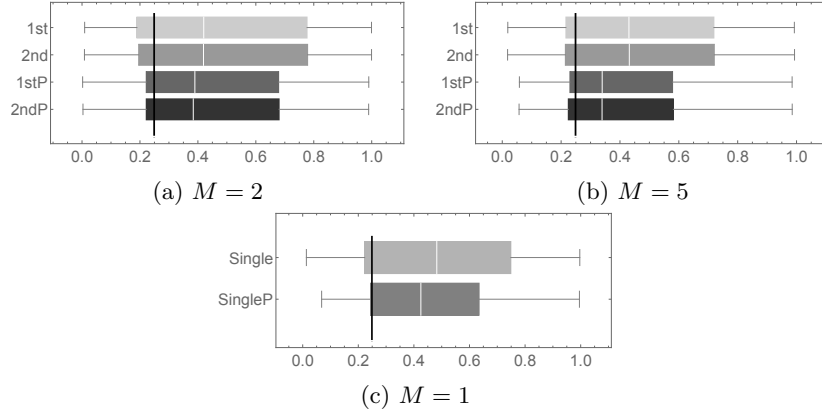 1st
2nd
1stP
2ndP
0.0 0.2 0.4 0.6 0.8 1.0
(a) M = 2
1st
2nd
1stP
2ndP
0.0 0.2 0.4 0.6 0.8 1.0
(b) M = 5
Single
SingleP
0.0 0.2 0.4 0.6 0.8 1.0
(c) M = 1